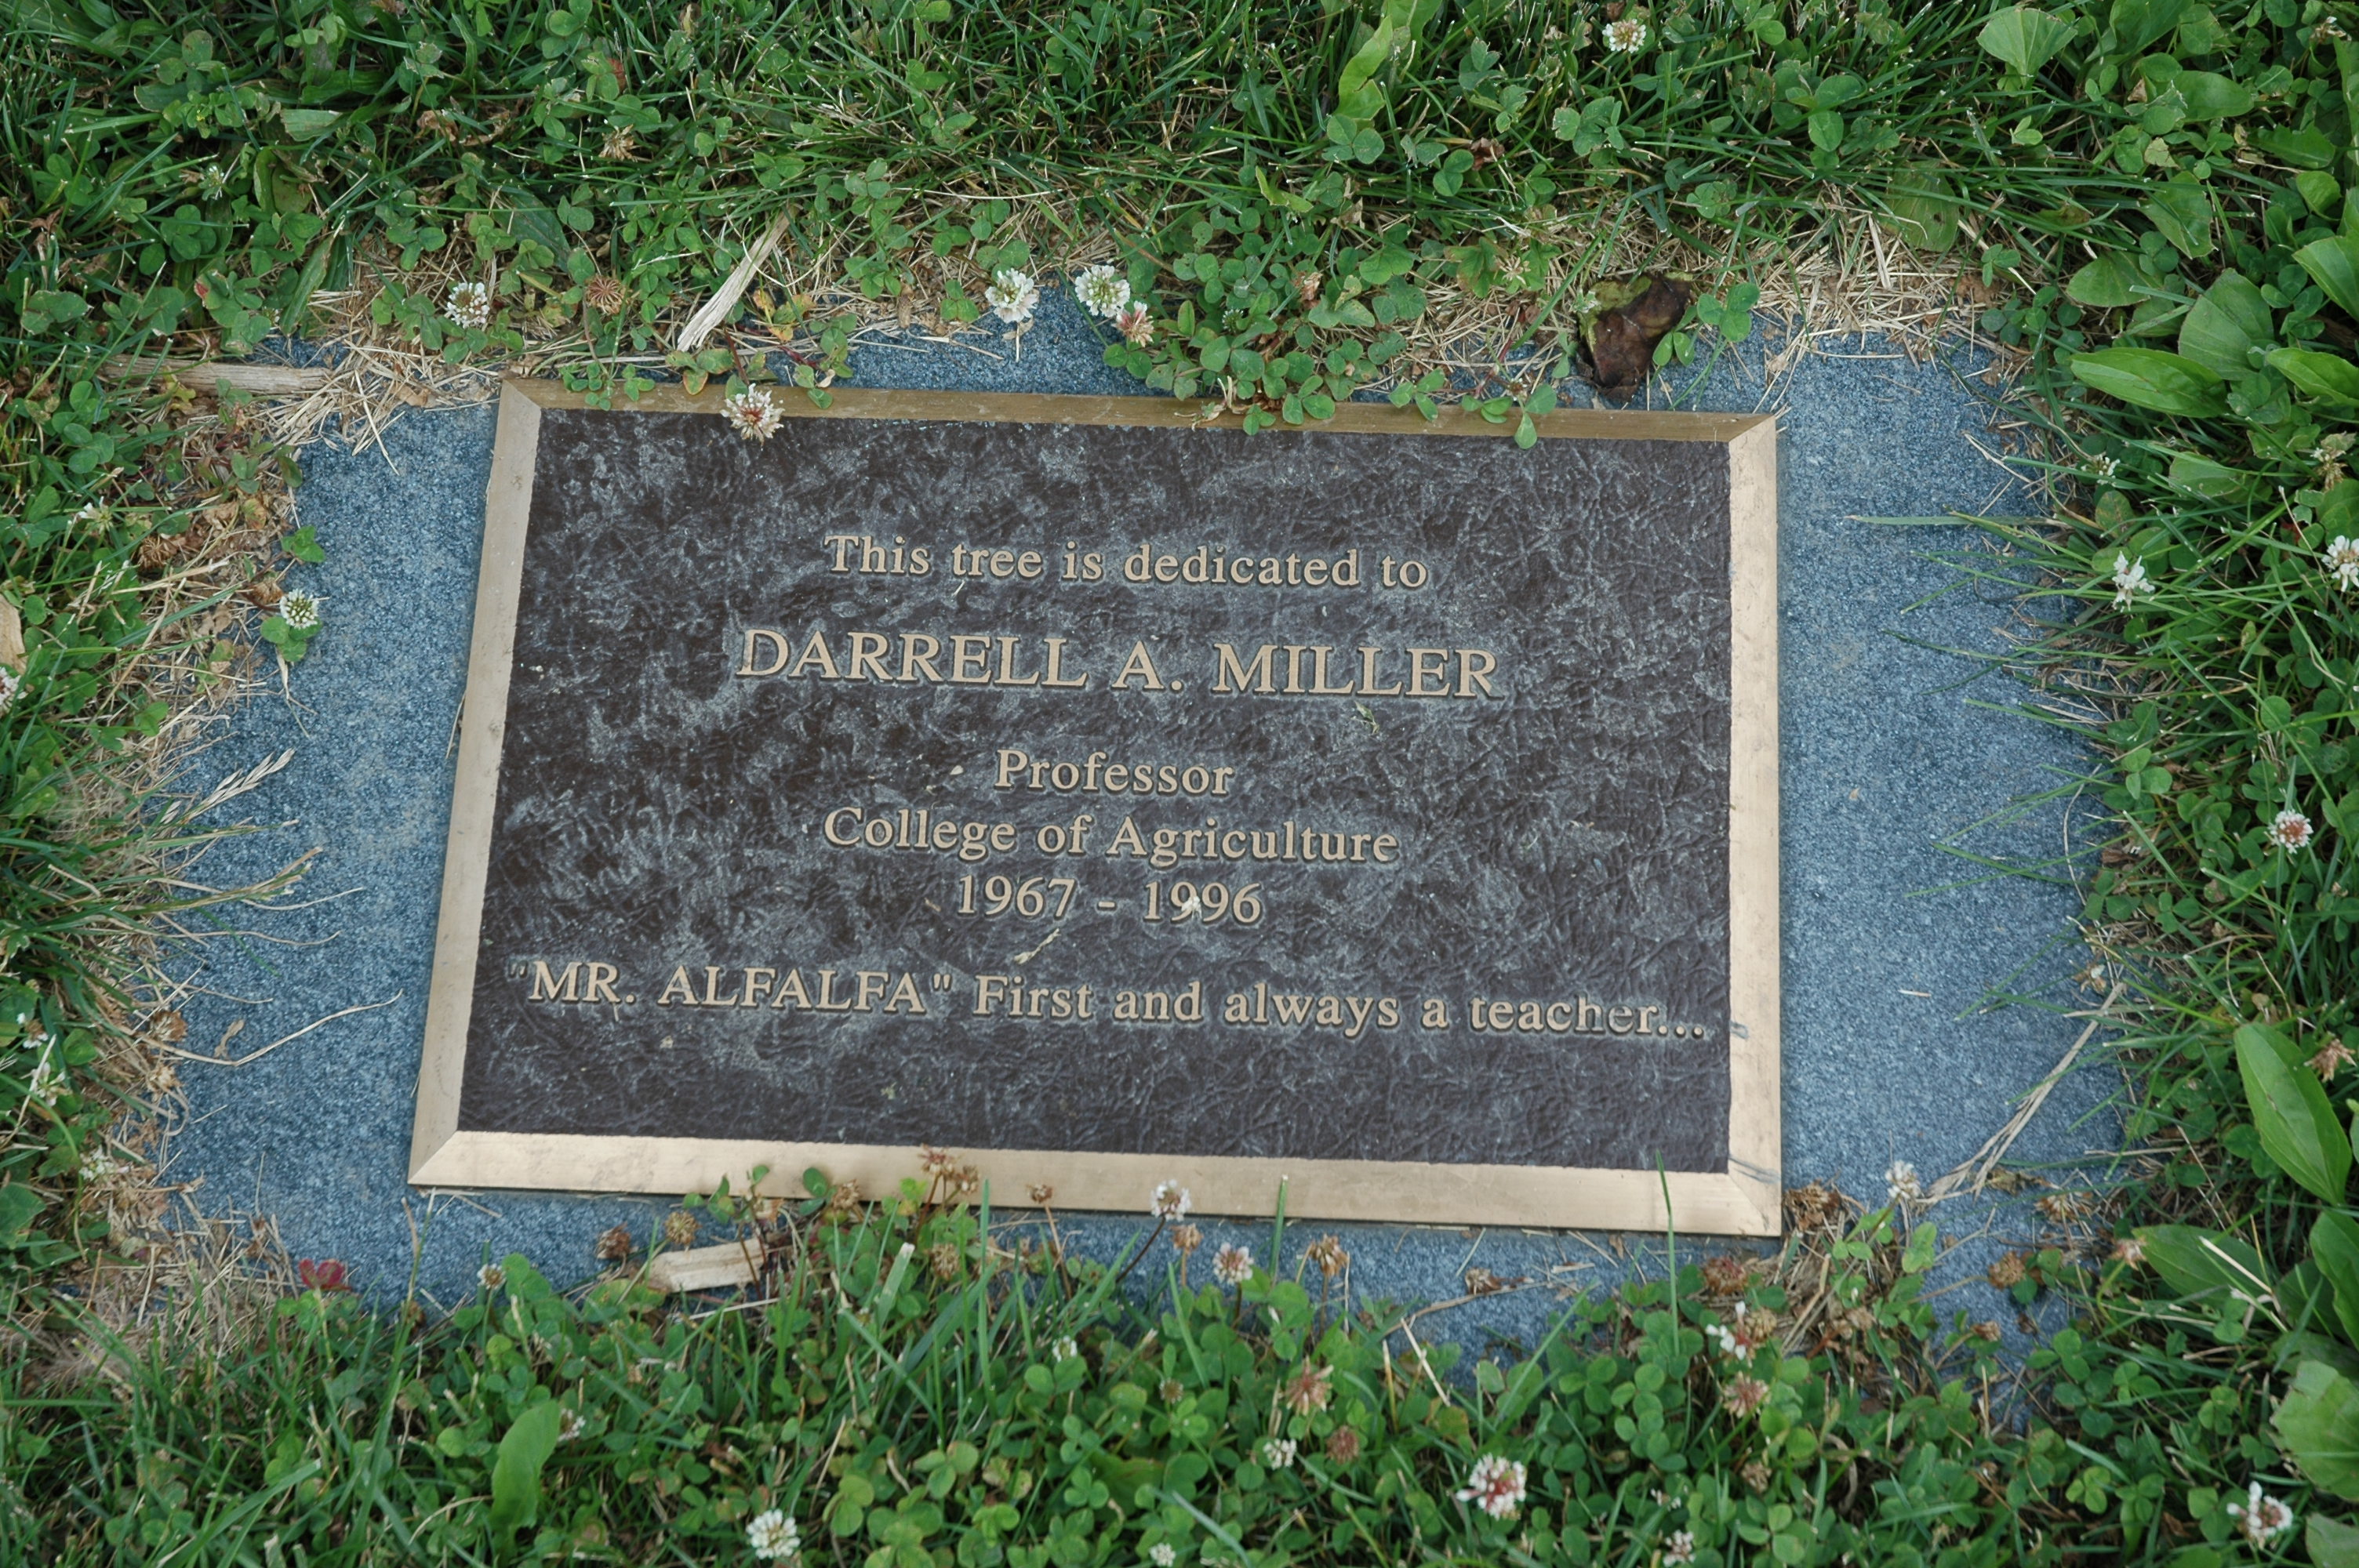 This tree is dedicated to
DARRELL A. MILLER
Professor
College of Agriculture
1967 - 1996
"MR. ALFALFA" First and always a teacher...